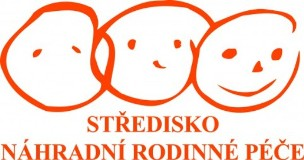 STŘEDISKO
NÁHRADNÍ RODINNÉ PÉČE